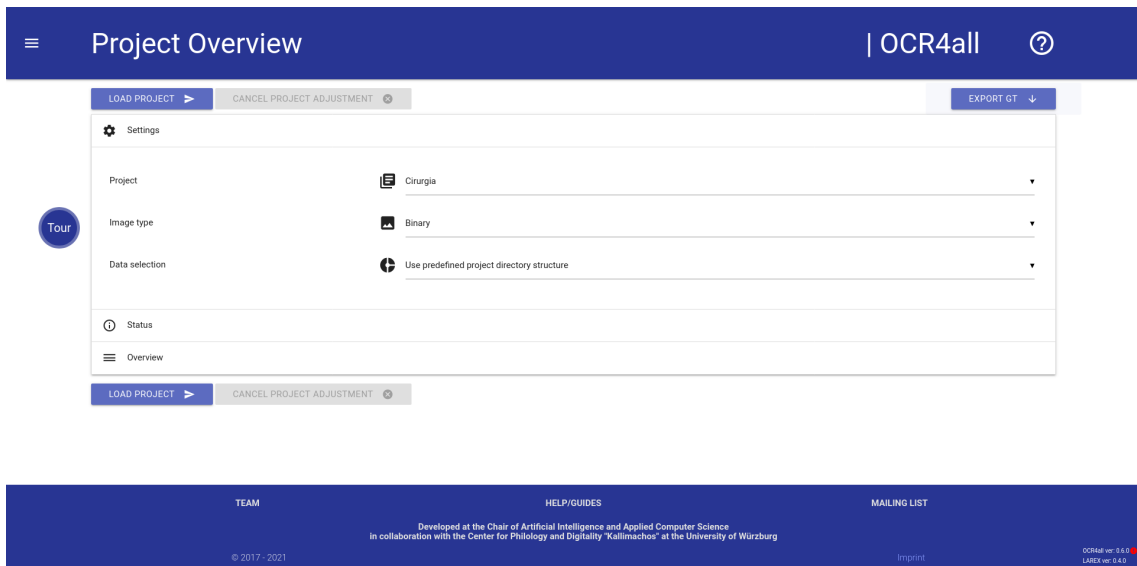 Project Overview | OCR4all
LOAD PROJECT CANCEL PROJECT ADJUSTMENT EXPORT GT
Settings
Project Cirurgia
Tour
Image type Binary
Data selection Use predefined project directory structure
Status
Overview
LOAD PROJECT CANCEL PROJECT ADJUSTMENT
TEAM HELP/GUIDES MAILING LIST
Developed at the Chair of Artificial Intelligence and Applied Computer Science
in collaboration with the Center for Philology and Digitality "Kallimachos" at the University of Würzburg
© 2017 - 2021 Imprint
OCR4all ver: 0.6.0
LAREX ver: 0.4.0